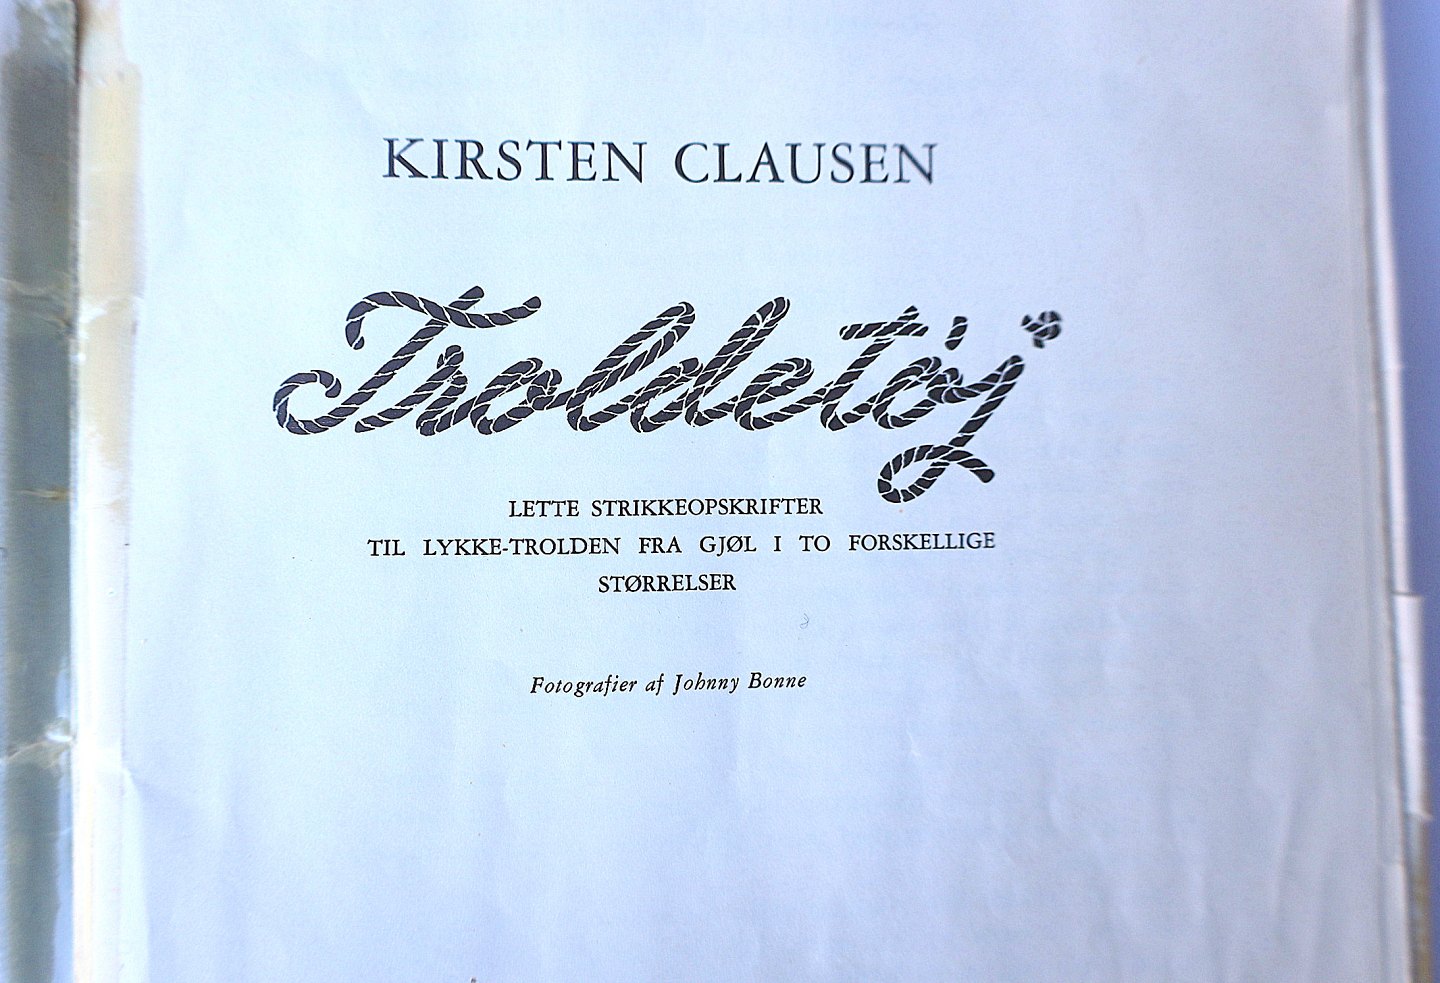 KIRSTEN CLAUSEN
Troldetøj*
LETTE STRIKKEOPSKRIFTER
TIL LYKKE-TROLDEN FRA GJØL I TO FORSKELLIGE
STØRRELSER
Fotografier af Johnny Bonne